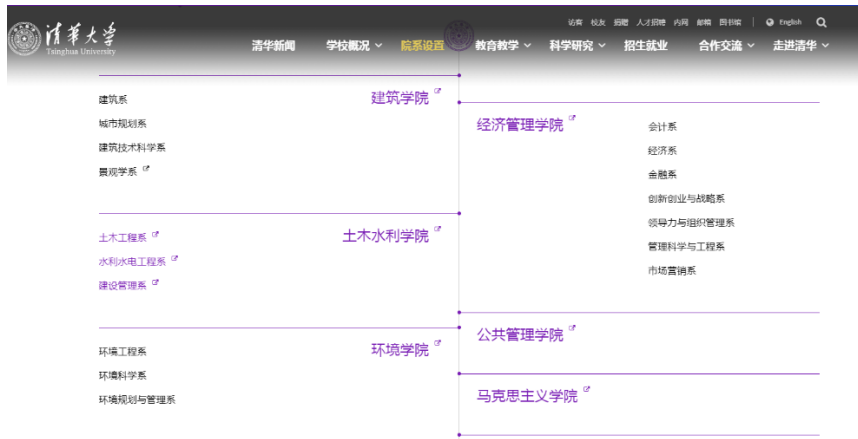 清华大学
Tsinghua University
访客 校友 捐赠 人才招聘 内网 邮箱 图书馆 English
清华新闻 学校概况 院系设置 教育教学 科学研究 招生就业 合作交流 走进清华
建筑学院
建筑系
城市规划系
建筑技术科学系
景观学系
土木水利学院
土木工程系
水利水电工程系
建设管理系
环境学院
环境工程系
环境科学系
环境规划与管理系
经济管理学院
会计系
经济系
金融系
创新创业与战略系
领导力与组织管理系
管理科学与工程系
市场营销系
公共管理学院
马克思主义学院